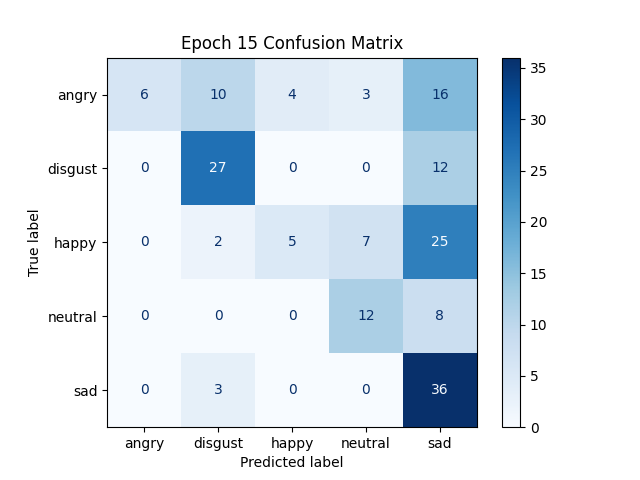 Epoch 15 Confusion Matrix
True label
angry 6 10 4 3 16
disgust 0 27 0 0 12
happy 0 2 5 7 25
neutral 0 0 0 12 8
sad 0 3 0 0 36
angry disgust happy neutral sad
Predicted label
35
30
25
20
15
10
5
0